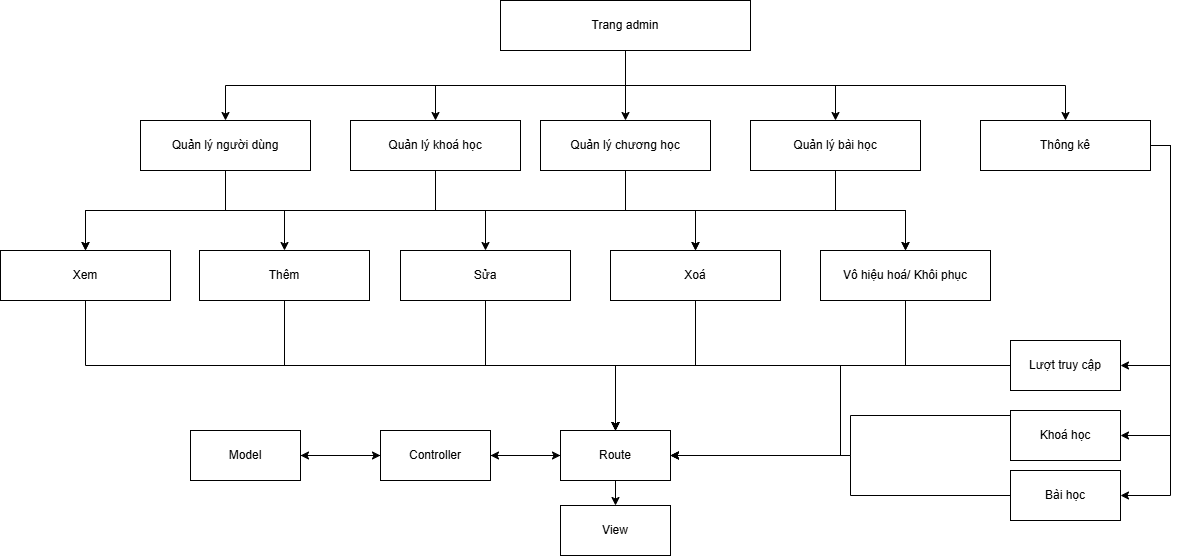 Trang admin
Quản lý người dùng
Quản lý khoá học
Quản lý chương học
Quản lý bài học
Thông kê
Xem
Thêm
Sửa
Xoá
Vô hiệu hoá/ Khôi phục
Lượt truy cập
Khoá học
Model
Controller
Route
Bài học
View